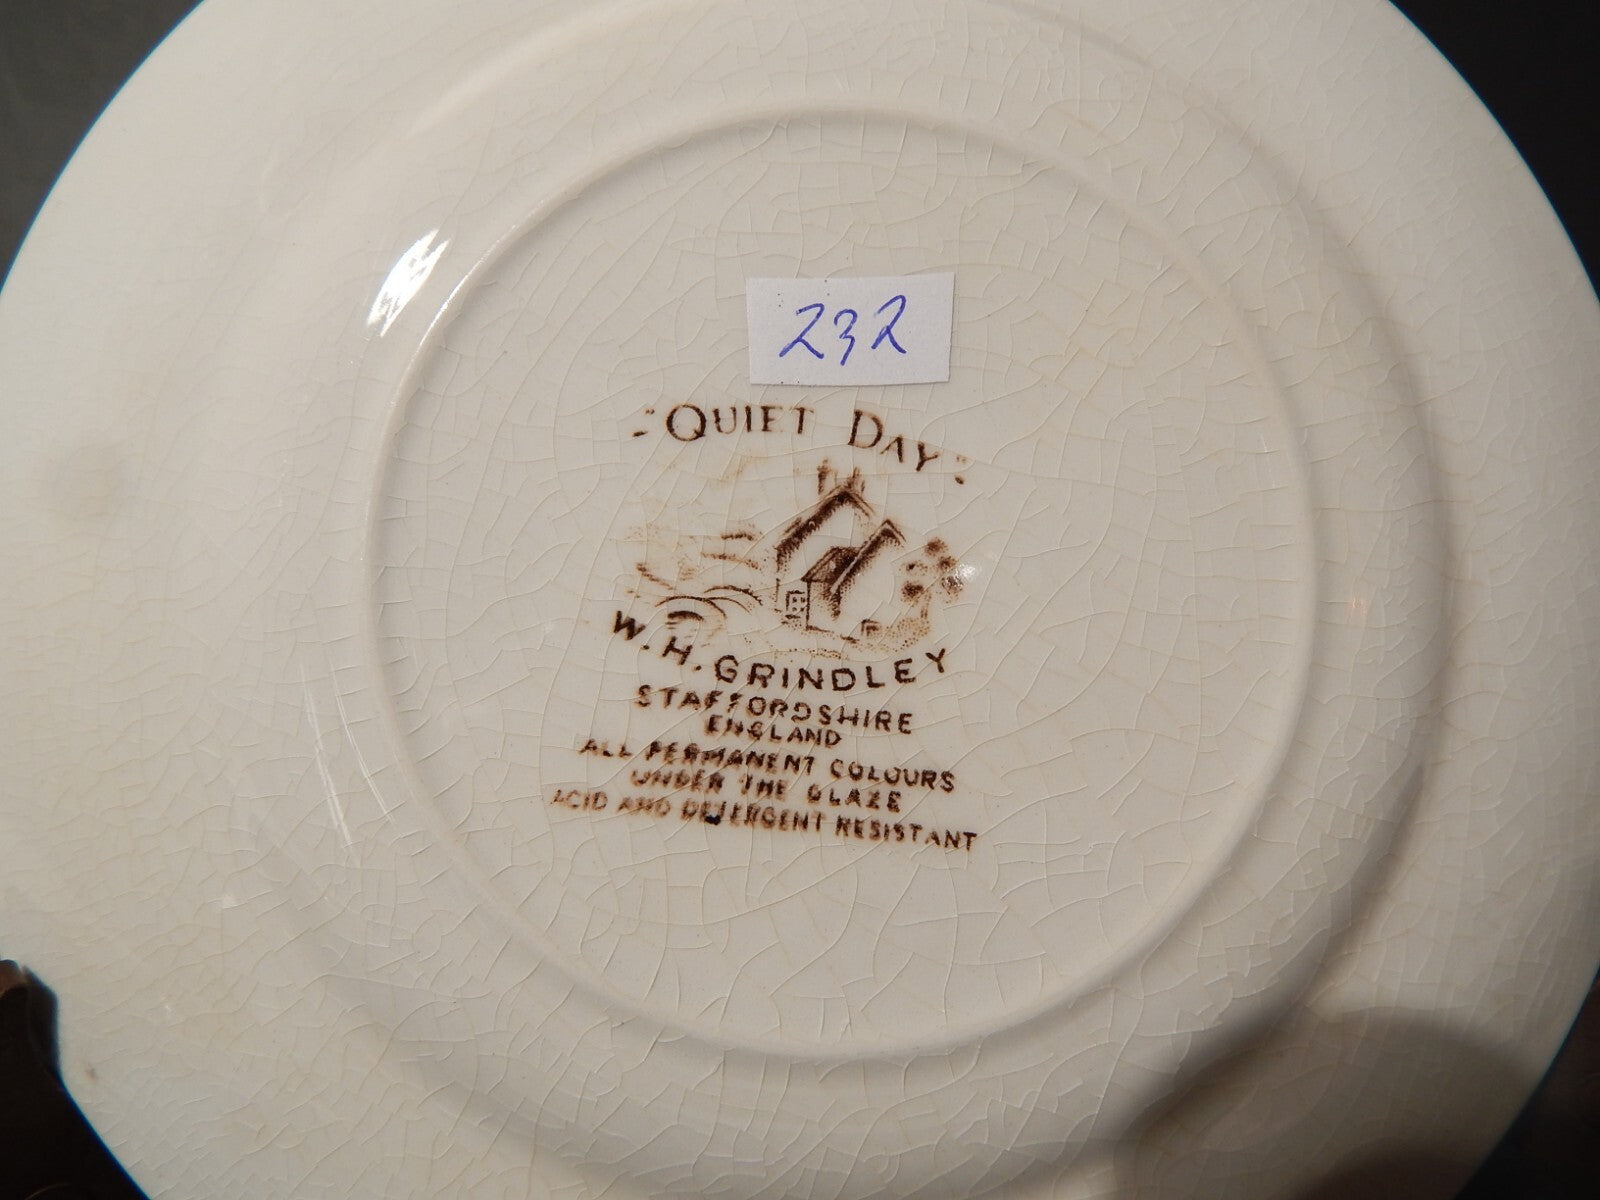 232
"QUIET DAY"
W.H. GRINDLEY
STAFFORDSHIRE
ENGLAND
ALL PERMANENT COLOURS
UNDER THE GLAZE
ACID AND DETERGENT RESISTANT